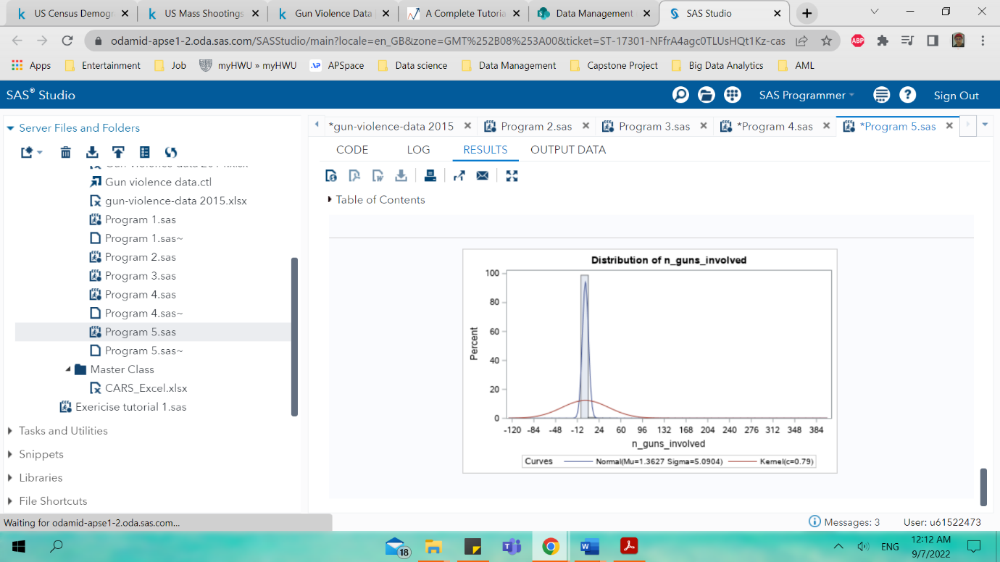 US Census Demogr
US Mass Shootings
Gun Violence Data
A Complete Tutoria
Data Management
SAS Studio
odamid-apse1-2.oda.sas.com/SASStudio/main?locale=en_GB&zone=GMT%252B08%253A00&ticket=ST-17301-NFfrA4agc0TLUsHQt1Kz-cas
ABP
Apps
Entertainment
Job
myHWU » myHWU
AP
APSpace
Data science
Data Management
Capstone Project
Big Data Analytics
AML
SAS® Studio
SAS Programmer
Sign Out
Server Files and Folders
Gun violence data.ctl
gun-violence-data 2015.xlsx
Program 1.sas
Program 1.sas~
Program 2.sas
Program 3.sas
Program 4.sas
Program 4.sas~
Program 5.sas
Program 5.sas~
Master Class
CARS_Excel.xlsx
Exericise tutorial 1.sas
Tasks and Utilities
Snippets
Libraries
File Shortcuts
*gun-violence-data 2015
Program 2.sas
Program 3.sas
*Program 4.sas
*Program 5.sas
CODE
LOG
RESULTS
OUTPUT DATA
Table of Contents
Distribution of n_guns_involved
100
80
60
40
20
0
Percent
-120 -84 -48 -12 24 60 96 132 168 204 240 276 312 348 384
n_guns_involved
Curves Normal(Mu=1.3627 Sigma=5.0904) Kernel(c=0.79)
Waiting for odamid-apse1-2.oda.sas.com...
Messages: 3
User: u61522473
18
ENG
12:12 AM
9/7/2022